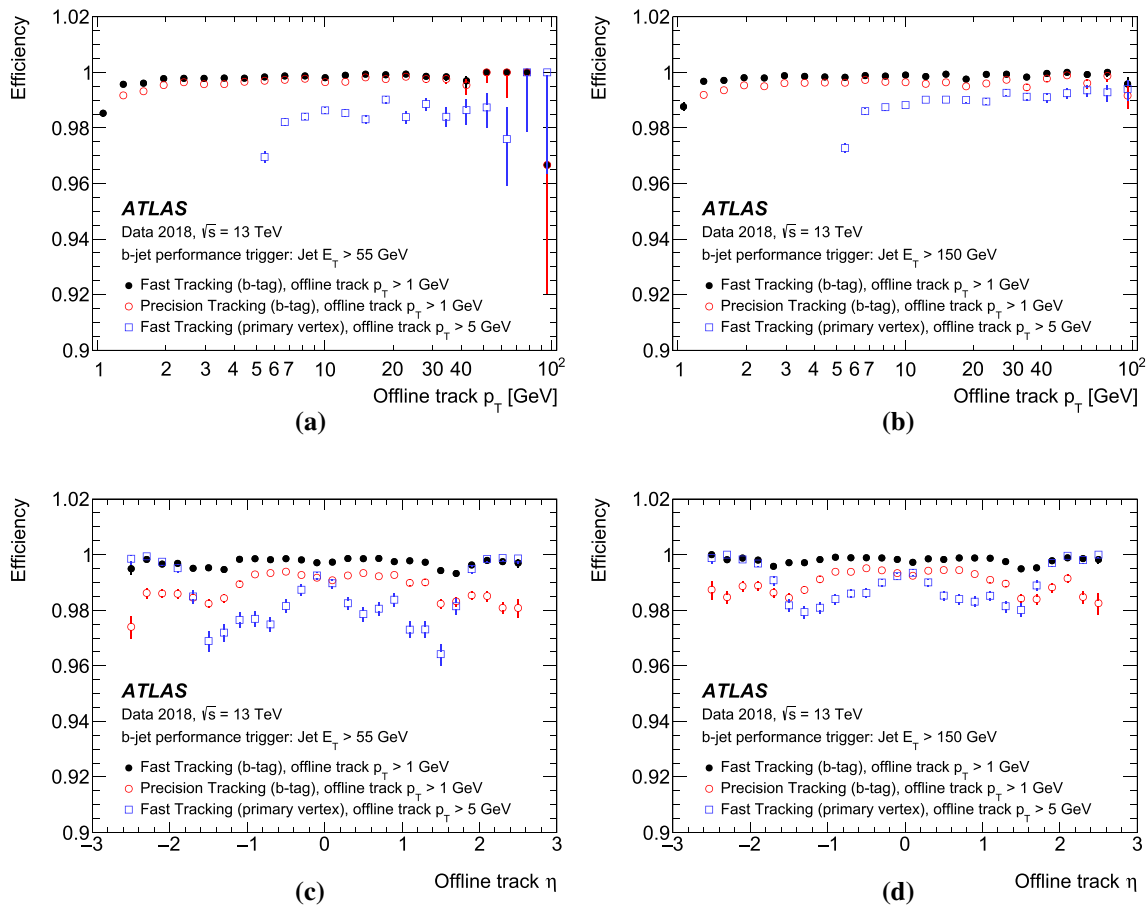 Efficiency
1.02
1
0.98
0.96
0.94
0.92
0.9
ATLAS
Data 2018, √s = 13 TeV
b-jet performance trigger: Jet E_T > 55 GeV
Fast Tracking (b-tag), offline track p_T > 1 GeV
Precision Tracking (b-tag), offline track p_T > 1 GeV
Fast Tracking (primary vertex), offline track p_T > 5 GeV
1 2 3 4 5 6 7 10 20 30 40 10²
Offline track p_T [GeV]
(a)
Efficiency
1.02
1
0.98
0.96
0.94
0.92
0.9
ATLAS
Data 2018, √s = 13 TeV
b-jet performance trigger: Jet E_T > 150 GeV
Fast Tracking (b-tag), offline track p_T > 1 GeV
Precision Tracking (b-tag), offline track p_T > 1 GeV
Fast Tracking (primary vertex), offline track p_T > 5 GeV
1 2 3 4 5 6 7 10 20 30 40 10²
Offline track p_T [GeV]
(b)
Efficiency
1.02
1
0.98
0.96
0.94
0.92
0.9
ATLAS
Data 2018, √s = 13 TeV
b-jet performance trigger: Jet E_T > 55 GeV
Fast Tracking (b-tag), offline track p_T > 1 GeV
Precision Tracking (b-tag), offline track p_T > 1 GeV
Fast Tracking (primary vertex), offline track p_T > 5 GeV
−3 −2 −1 0 1 2 3
Offline track η
(c)
Efficiency
1.02
1
0.98
0.96
0.94
0.92
0.9
ATLAS
Data 2018, √s = 13 TeV
b-jet performance trigger: Jet E_T > 150 GeV
Fast Tracking (b-tag), offline track p_T > 1 GeV
Precision Tracking (b-tag), offline track p_T > 1 GeV
Fast Tracking (primary vertex), offline track p_T > 5 GeV
−3 −2 −1 0 1 2 3
Offline track η
(d)